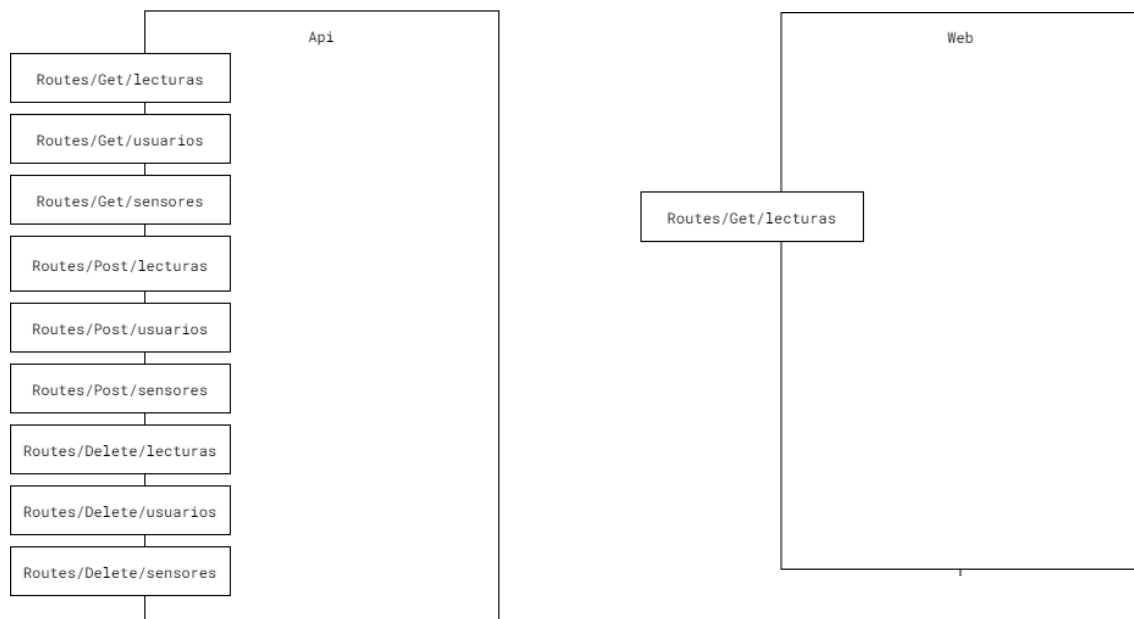 Api
Routes/Get/lecturas
Routes/Get/usuarios
Routes/Get/sensores
Routes/Post/lecturas
Routes/Post/usuarios
Routes/Post/sensores
Routes/Delete/lecturas
Routes/Delete/usuarios
Routes/Delete/sensores
Web
Routes/Get/lecturas